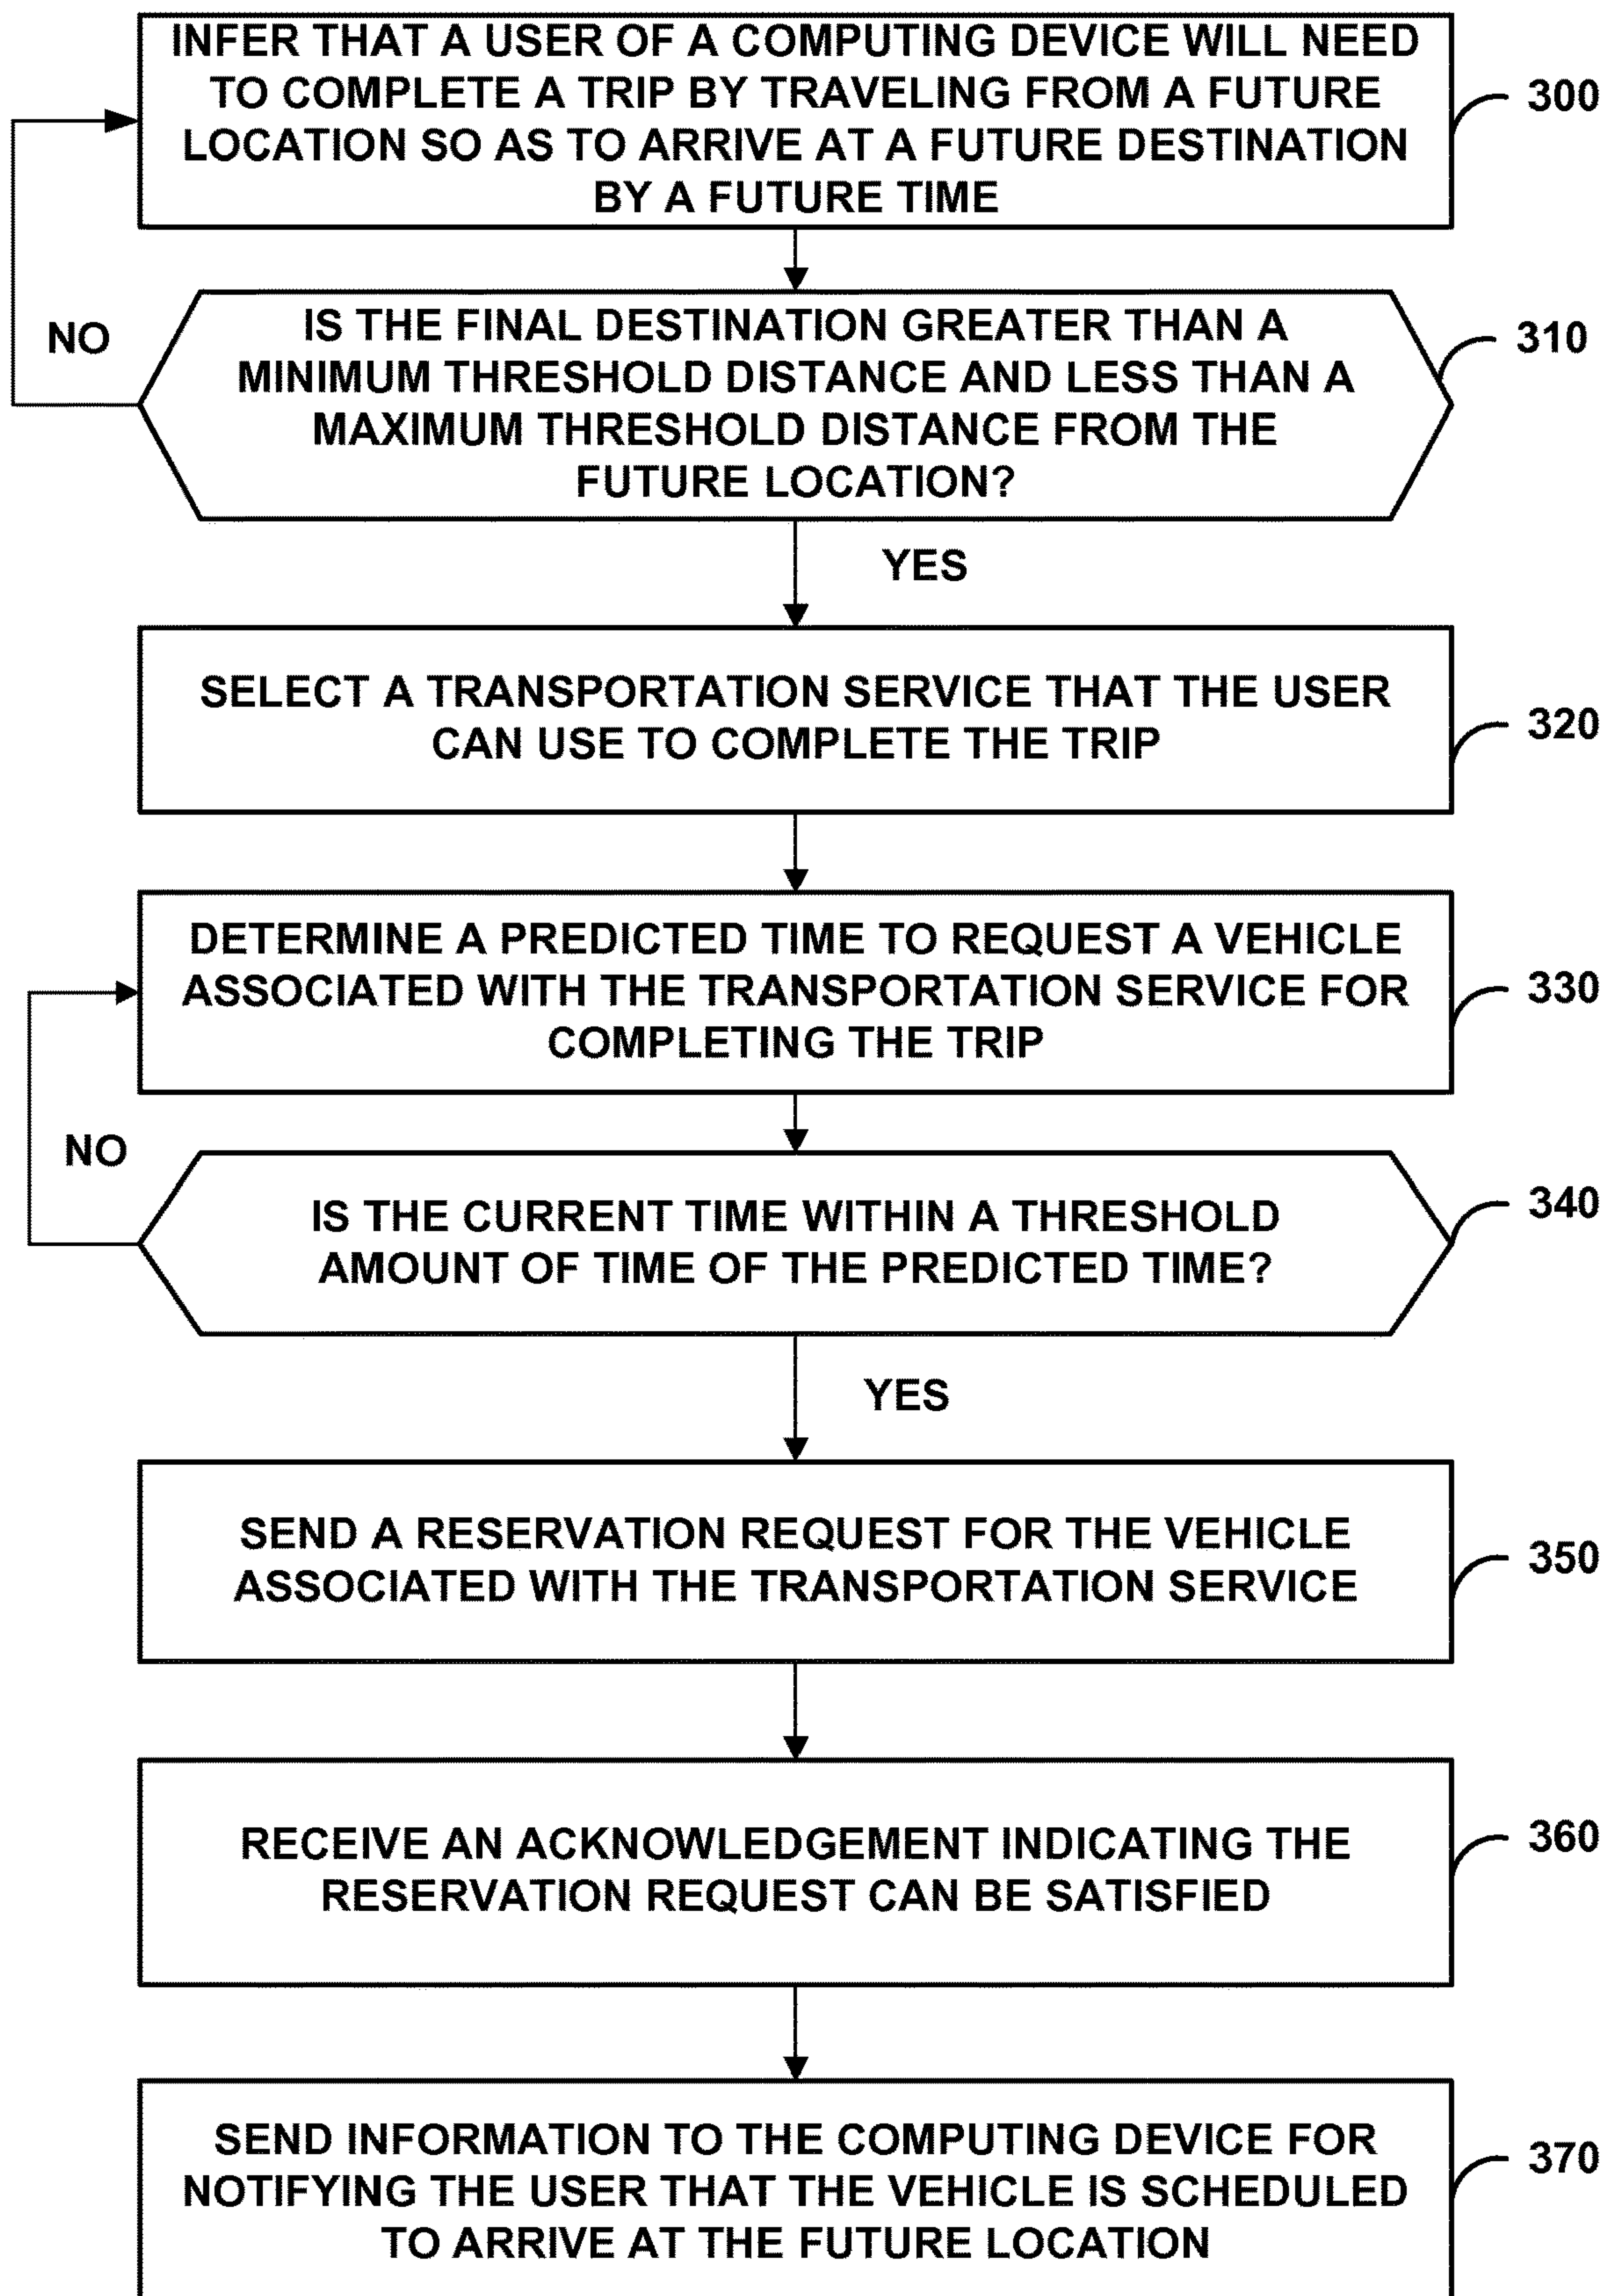 INFER THAT A USER OF A COMPUTING DEVICE WILL NEED
TO COMPLETE A TRIP BY TRAVELING FROM A FUTURE
LOCATION SO AS TO ARRIVE AT A FUTURE DESTINATION
BY A FUTURE TIME
300
IS THE FINAL DESTINATION GREATER THAN A
MINIMUM THRESHOLD DISTANCE AND LESS THAN A
MAXIMUM THRESHOLD DISTANCE FROM THE
FUTURE LOCATION?
310
NO
YES
SELECT A TRANSPORTATION SERVICE THAT THE USER
CAN USE TO COMPLETE THE TRIP
320
DETERMINE A PREDICTED TIME TO REQUEST A VEHICLE
ASSOCIATED WITH THE TRANSPORTATION SERVICE FOR
COMPLETING THE TRIP
330
NO
IS THE CURRENT TIME WITHIN A THRESHOLD
AMOUNT OF TIME OF THE PREDICTED TIME?
340
YES
SEND A RESERVATION REQUEST FOR THE VEHICLE
ASSOCIATED WITH THE TRANSPORTATION SERVICE
350
RECEIVE AN ACKNOWLEDGEMENT INDICATING THE
RESERVATION REQUEST CAN BE SATISFIED
360
SEND INFORMATION TO THE COMPUTING DEVICE FOR
NOTIFYING THE USER THAT THE VEHICLE IS SCHEDULED
TO ARRIVE AT THE FUTURE LOCATION
370